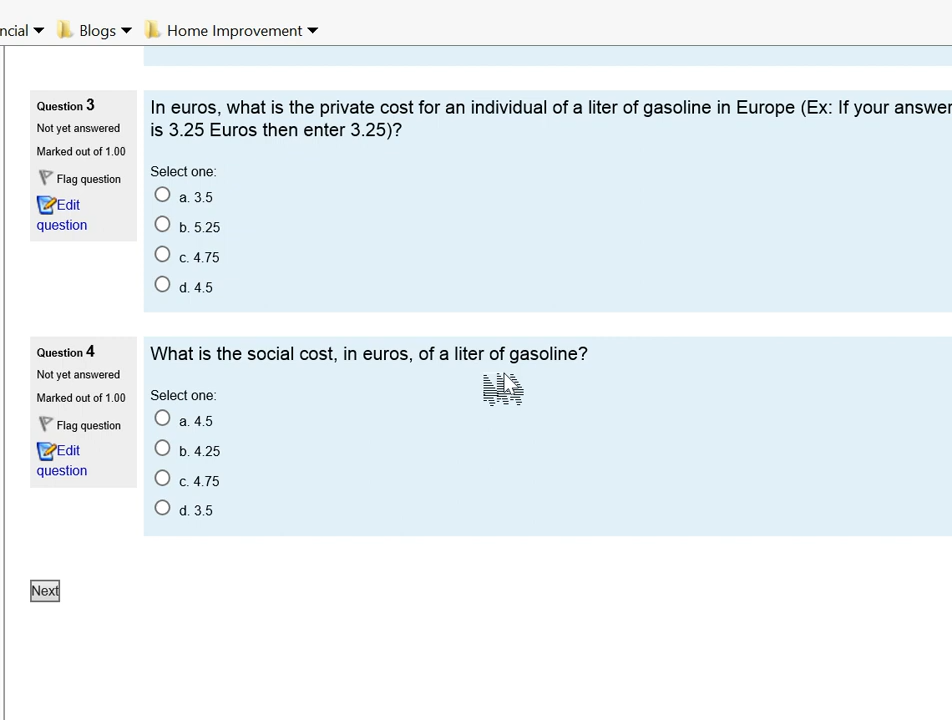 ncial Blogs Home Improvement
Question 3
Not yet answered
Marked out of 1.00
Flag question
Edit
question
In euros, what is the private cost for an individual of a liter of gasoline in Europe (Ex: If your answer
is 3.25 Euros then enter 3.25)?
Select one:
a. 3.5
b. 5.25
c. 4.75
d. 4.5
Question 4
Not yet answered
Marked out of 1.00
Flag question
Edit
question
What is the social cost, in euros, of a liter of gasoline?
Select one:
a. 4.5
b. 4.25
c. 4.75
d. 3.5
Next